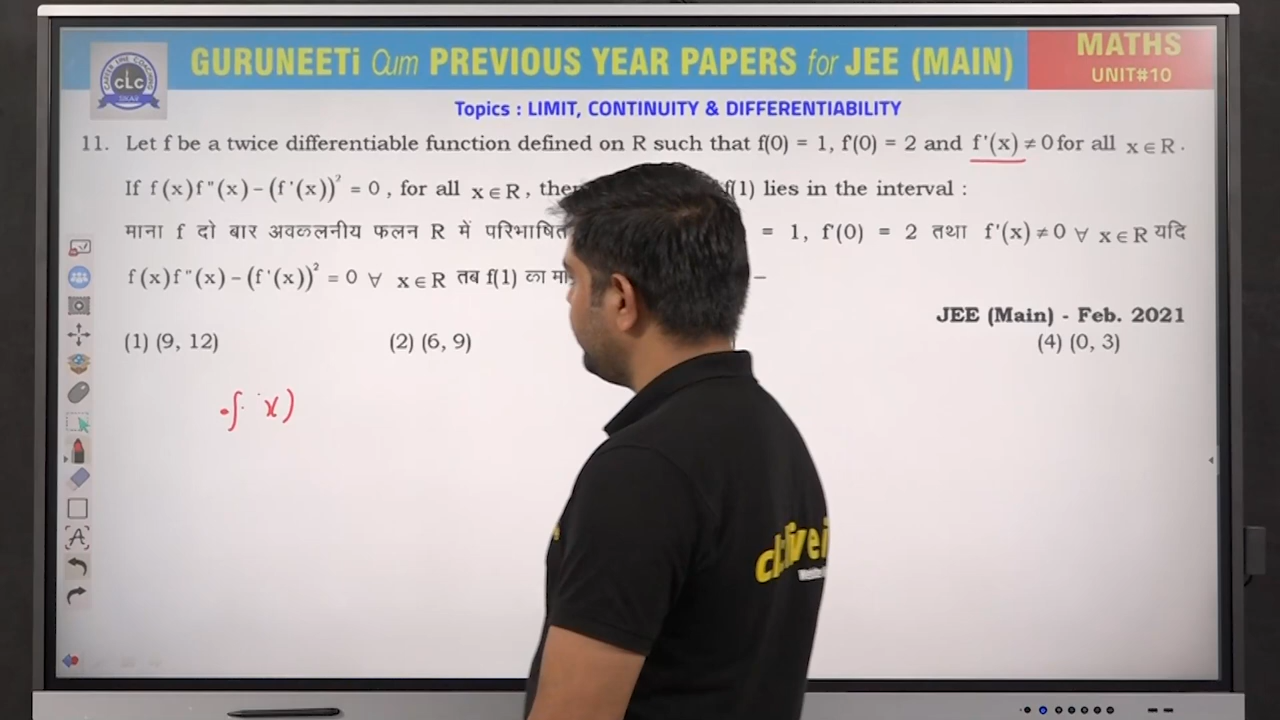 GURUNEETi Cum PREVIOUS YEAR PAPERS for JEE (MAIN)
MATHS
UNIT#10
CLC
SIKAR
Topics : LIMIT, CONTINUITY & DIFFERENTIABILITY
11. Let f be a twice differentiable function defined on R such that f(0) = 1, f'(0) = 2 and f'(x) ≠ 0 for all x ∈ R.
If f(x)f"(x) – (f'(x))² = 0, for all x ∈ R, f(1) lies in the interval :
माना f दो बार अवकलनीय फलन R में परिभाषित = 1, f'(0) = 2 तथा f'(x) ≠ 0 ∀ x ∈ R यदि
f(x)f"(x) – (f'(x))² = 0 ∀ x ∈ R तब f(1) का –
JEE (Main) - Feb. 2021
(1) (9, 12) (2) (6, 9) (4) (0, 3)
f x)